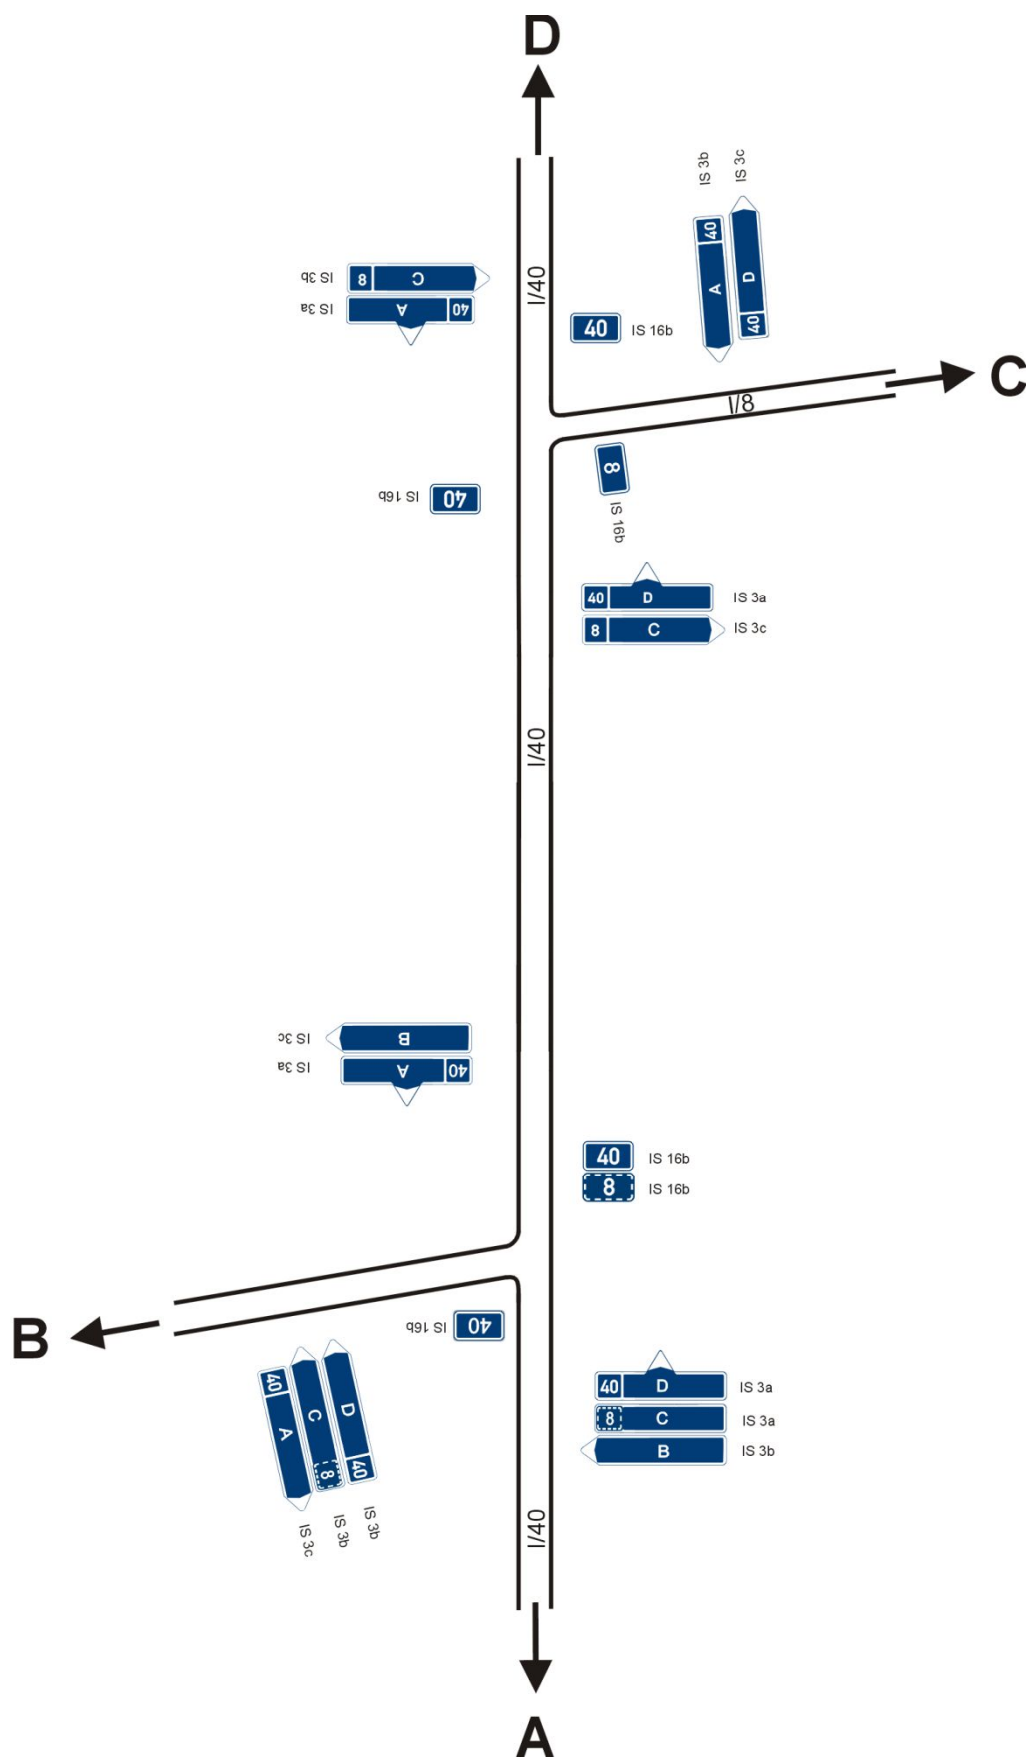 D
IS 3b
IS 3c
8 C
IS 3b
A 40
IS 3a
40
A
D
40
I/40
40 IS 16b
C
I/8
40
IS 16b
8
IS 16b
40 D IS 3a
8 C IS 3c
I/40
B
IS 3c
A 40
IS 3a
40 IS 16b
8 IS 16b
B
40
IS 16b
40 D IS 3a
8 C IS 3a
B IS 3b
40
A
C
8
D
40
IS 3c
IS 3b
IS 3b
I/40
A